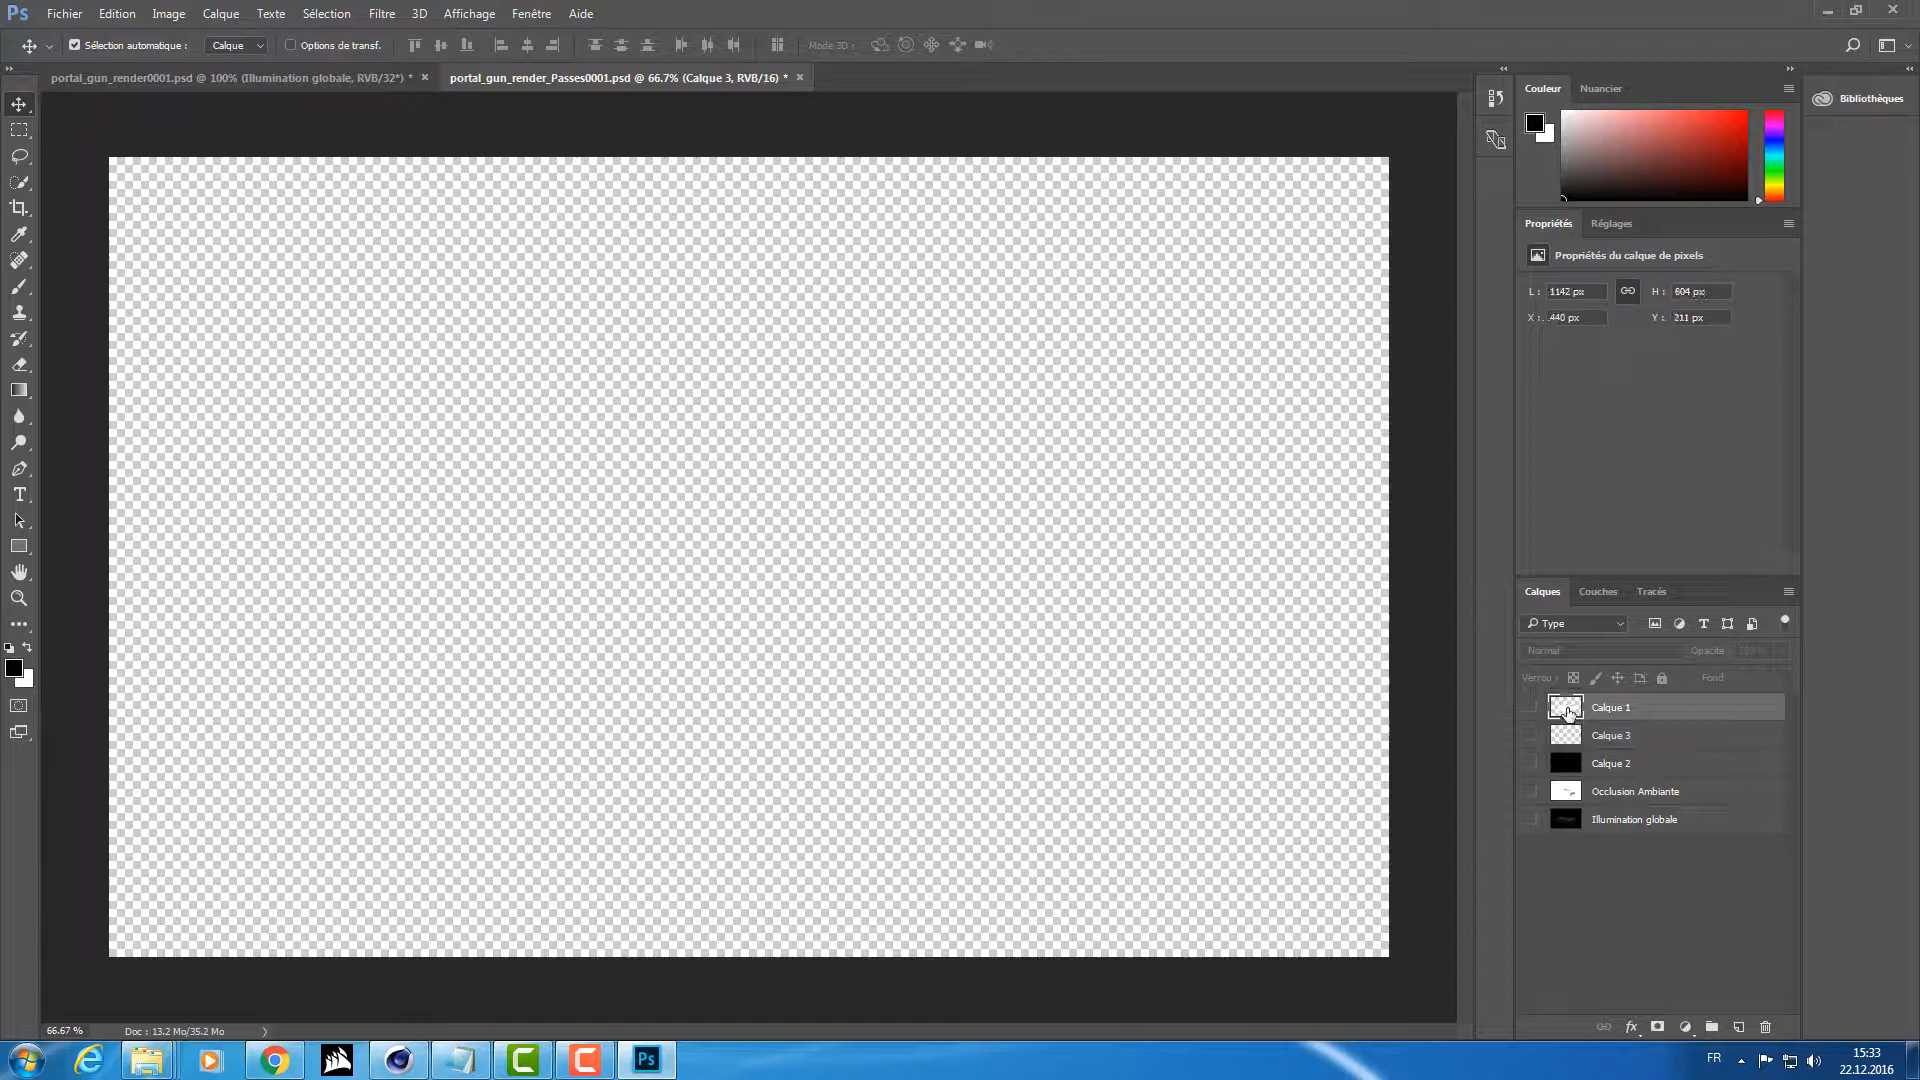 Ps Fichier Edition Image Calque Texte Sélection Filtre 3D Affichage Fenêtre Aide
Sélection automatique : Calque Options de transf. Mode 3D :
portal_gun_render0001.psd @ 100% (Illumination globale, RVB/32*) * × portal_gun_render_Passes0001.psd @ 66.7% (Calque 3, RVB/16) * ×
Couleur Nuancier
Bibliothèques
Propriétés Réglages
Propriétés du calque de pixels
L : 1142 px H : 604 px
X : 440 px Y : 211 px
Calques Couches Tracés
Type
Normal Opacité : 100%
Verrou : Fond
Calque 1
Calque 3
Calque 2
Occlusion Ambiante
Illumination globale
66.67 % Doc : 13.2 Mo/35.2 Mo
fx
Ps
FR
15:33
22.12.2016